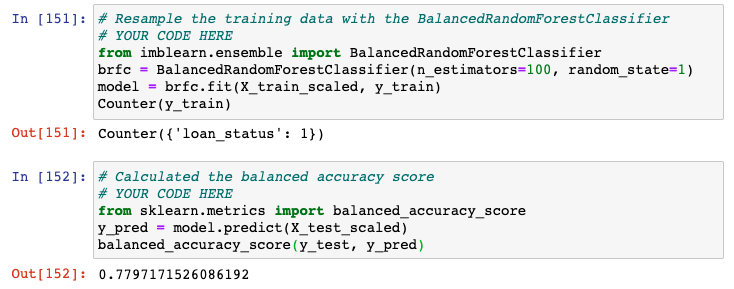 In [151]: # Resample the training data with the BalancedRandomForestClassifier
# YOUR CODE HERE
from imblearn.ensemble import BalancedRandomForestClassifier
brfc = BalancedRandomForestClassifier(n_estimators=100, random_state=1)
model = brfc.fit(X_train_scaled, y_train)
Counter(y_train)
Out[151]: Counter({'loan_status': 1})
In [152]: # Calculated the balanced accuracy score
# YOUR CODE HERE
from sklearn.metrics import balanced_accuracy_score
y_pred = model.predict(X_test_scaled)
balanced_accuracy_score(y_test, y_pred)
Out[152]: 0.7797171526086192